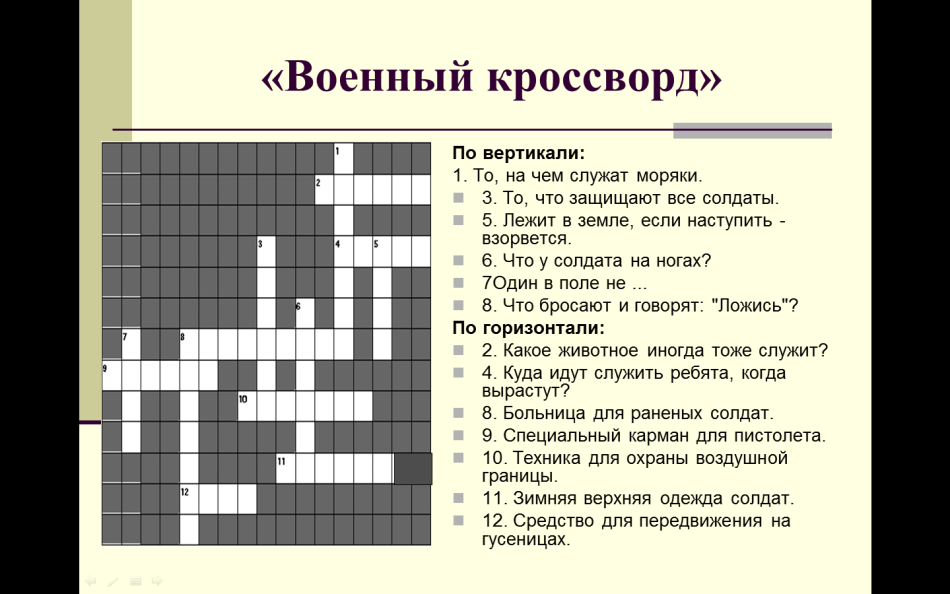 «Военный кроссворд»
1
2
3
4
5
6
7
8
9
10
11
12
По вертикали:
1. То, на чем служат моряки.
3. То, что защищают все солдаты.
5. Лежит в земле, если наступить -
взорвется.
6. Что у солдата на ногах?
7Один в поле не ...
8. Что бросают и говорят: "Ложись"?
По горизонтали:
2. Какое животное иногда тоже служит?
4. Куда идут служить ребята, когда
вырастут?
8. Больница для раненых солдат.
9. Специальный карман для пистолета.
10. Техника для охраны воздушной
границы.
11. Зимняя верхняя одежда солдат.
12. Средство для передвижения на
гусеницах.